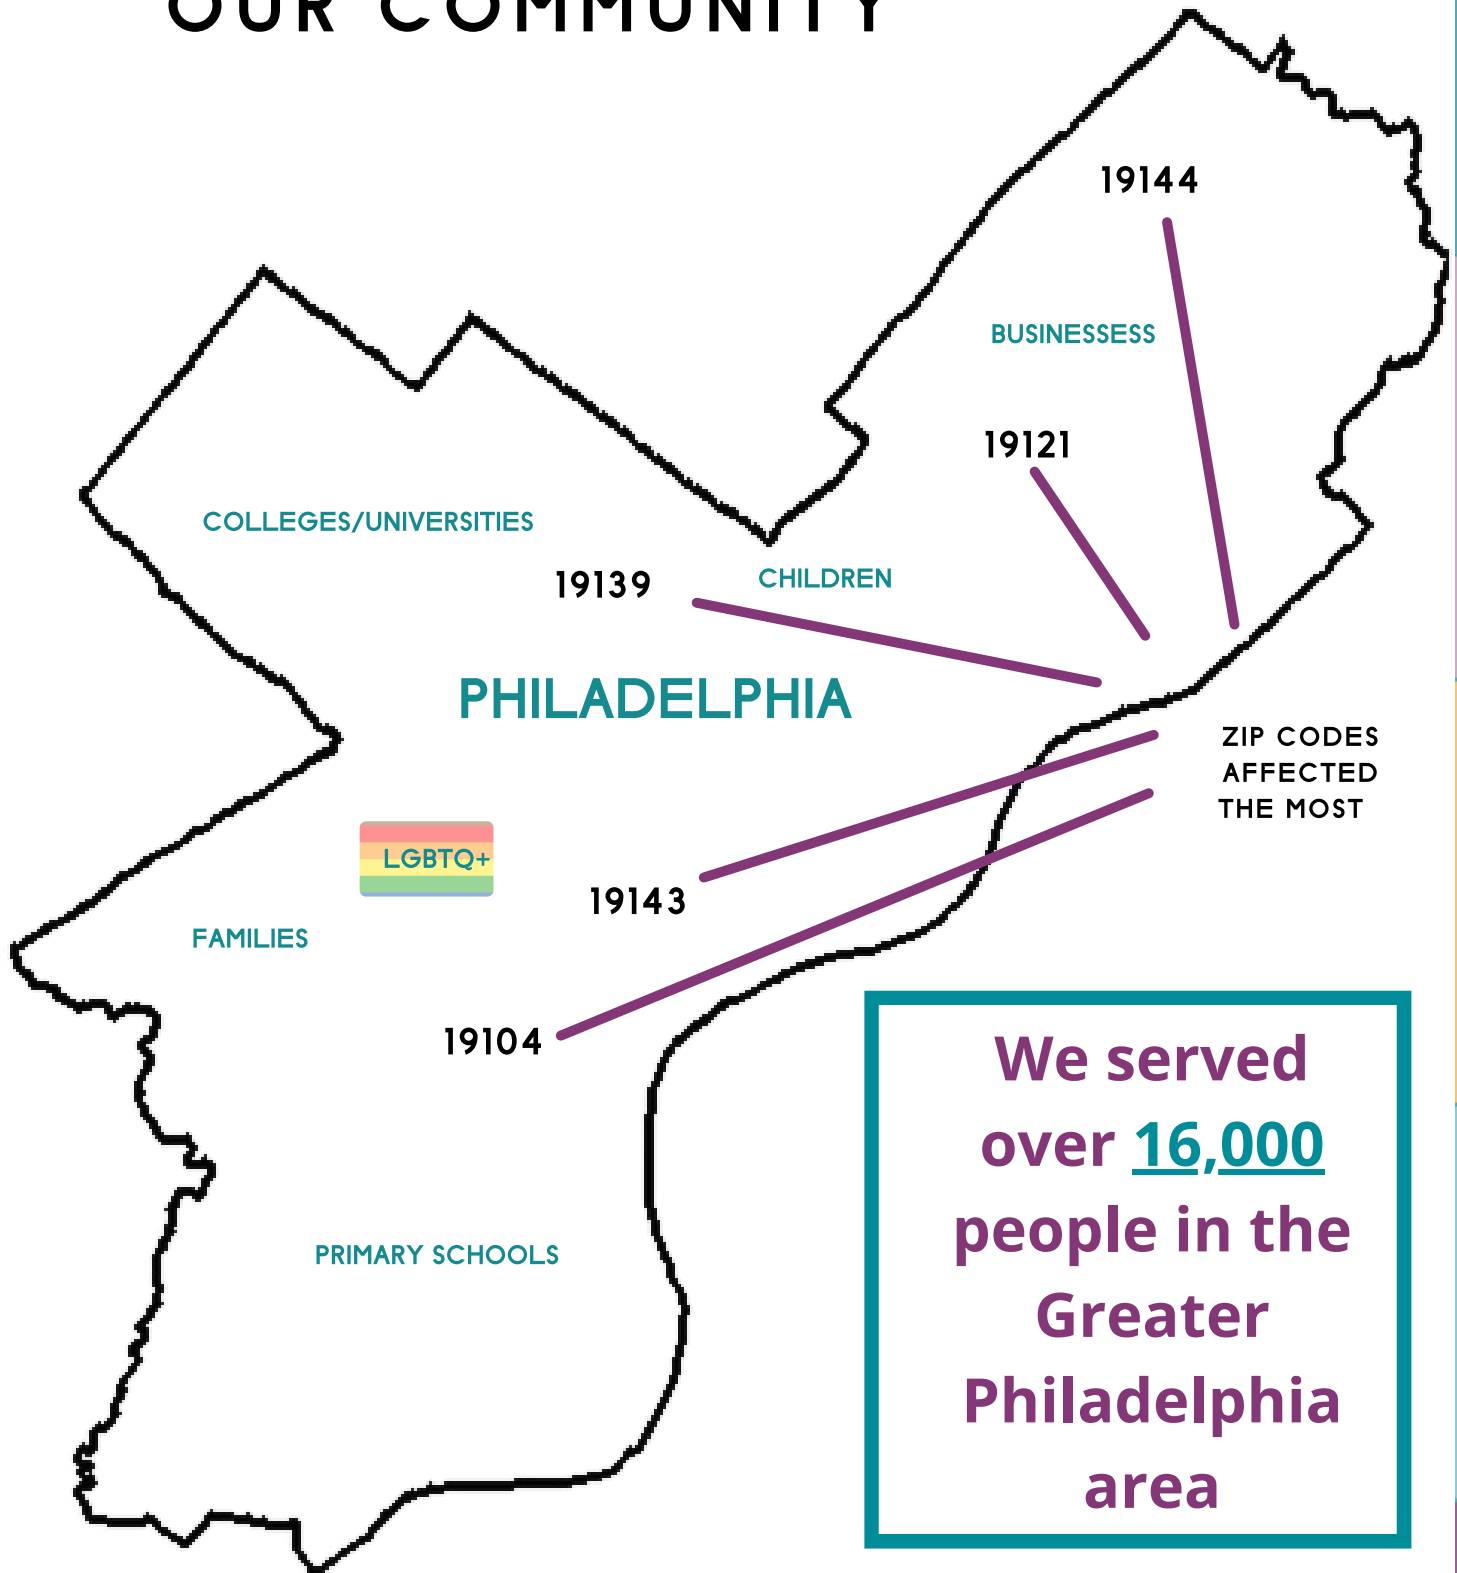 OUR COMMUNITY
19144
BUSINESSESS
19121
COLLEGES/UNIVERSITIES
CHILDREN
19139
PHILADELPHIA
ZIP CODES
AFFECTED
THE MOST
LGBTQ+
19143
FAMILIES
19104
We served
over 16,000
people in the
Greater
Philadelphia
area
PRIMARY SCHOOLS